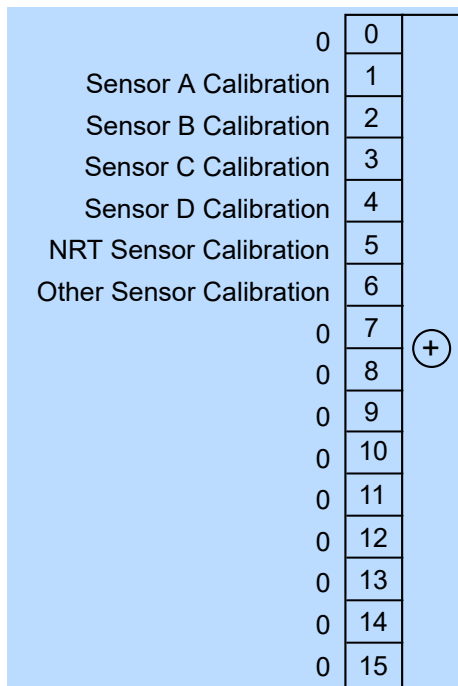 0 0
Sensor A Calibration 1
Sensor B Calibration 2
Sensor C Calibration 3
Sensor D Calibration 4
NRT Sensor Calibration 5
Other Sensor Calibration 6
0 7
+
0 8
0 9
0 10
0 11
0 12
0 13
0 14
0 15